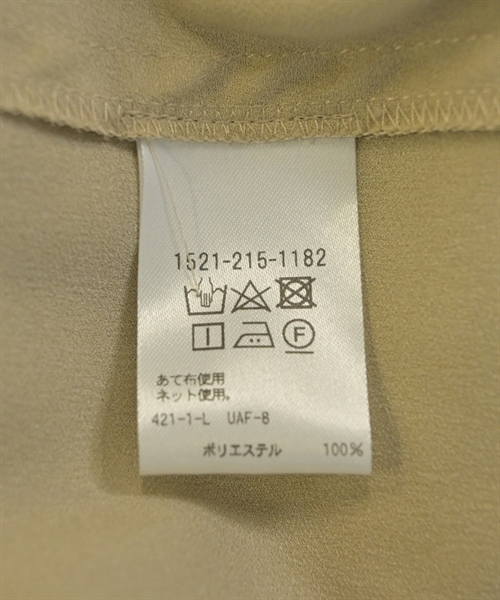 1521-215-1182
F
あて布使用
ネット使用。
421-1-L UAF-8
ポリエステル 100%